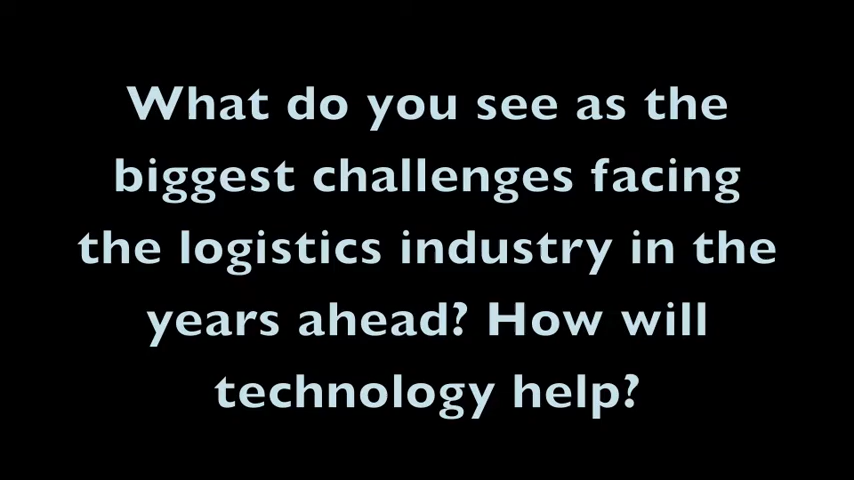 What do you see as the
biggest challenges facing
the logistics industry in the
years ahead? How will
technology help?